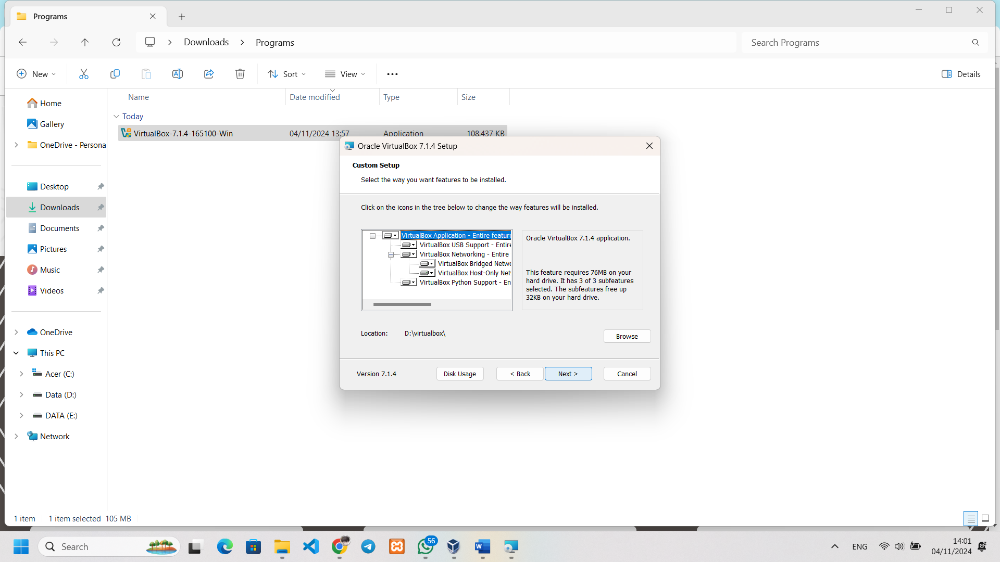 Programs
Downloads
Programs
Search Programs
New
Sort
View
Details
Name
Date modified
Type
Size
Today
VirtualBox-7.1.4-165100-Win
04/11/2024 13:57
Application
108.437 KB
Home
Gallery
OneDrive - Persona
Desktop
Downloads
Documents
Pictures
Music
Videos
OneDrive
This PC
Acer (C:)
Data (D:)
DATA (E:)
Network
Oracle VirtualBox 7.1.4 Setup
Custom Setup
Select the way you want features to be installed.
Click on the icons in the tree below to change the way features will be installed.
VirtualBox Application - Entire feature
VirtualBox USB Support - Entire
VirtualBox Networking - Entire
VirtualBox Bridged Netwo
VirtualBox Host-Only Net
VirtualBox Python Support - En
Oracle VirtualBox 7.1.4 application.
This feature requires 76MB on your
hard drive. It has 3 of 3 subfeatures
selected. The subfeatures free up
32KB on your hard drive.
Location:
D:\virtualbox\
Browse
Version 7.1.4
Disk Usage
< Back
Next >
Cancel
1 item
1 item selected
105 MB
Search
56
ENG
14:01
04/11/2024